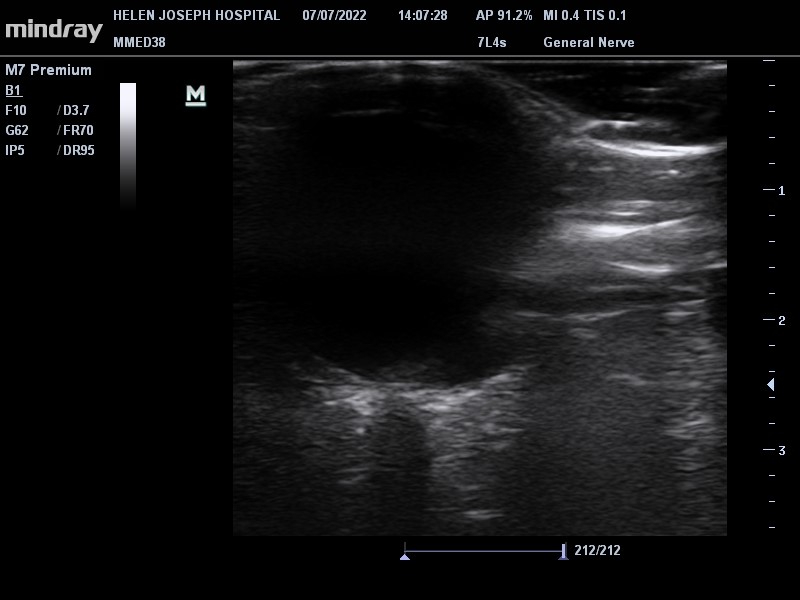 mindray
HELEN JOSEPH HOSPITAL 07/07/2022 14:07:28 AP 91.2% MI 0.4 TIS 0.1
MMED38 7L4s General Nerve
M7 Premium
B1
F10 / D3.7
G62 / FR70
IP5 / DR95
M
1
2
3
212/212